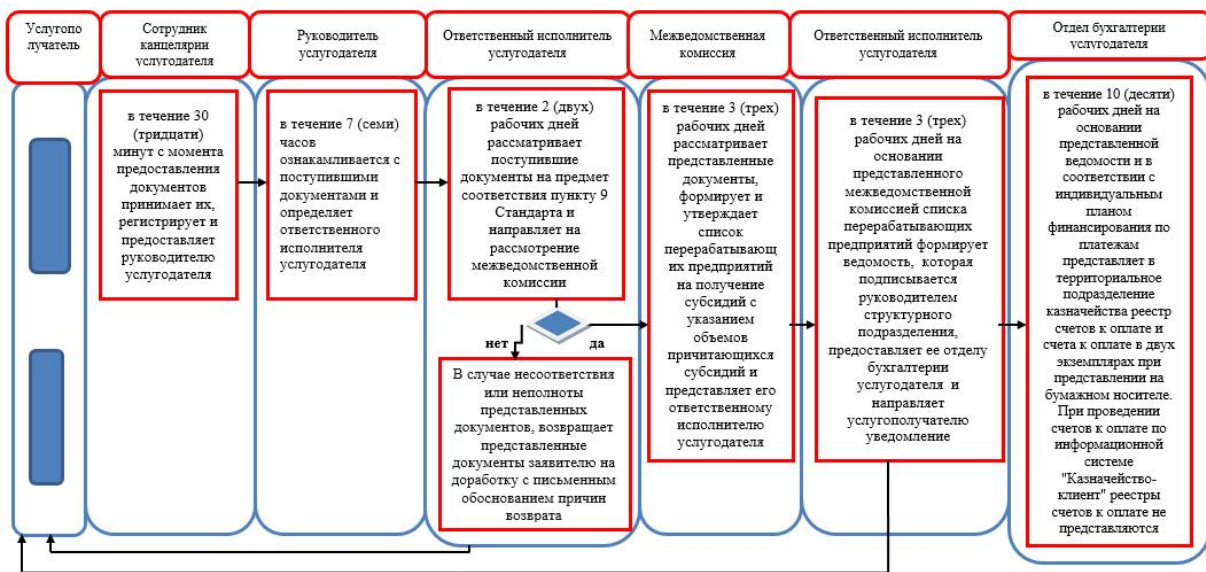 Услугопо
лучатель
Сотрудник
канцелярии
услугодателя
Руководитель
услугодателя
Ответственный исполнитель
услугодателя
Межведомственная
комиссия
Ответственный исполнитель
услугодателя
Отдел бухгалтерии
услугодателя
в течение 30
(тридцати)
минут с момента
предоставления
документов
принимает их,
регистрирует и
предоставляет
руководителю
услугодателя
в течение 7 (семи)
часов
ознакамливается с
поступившими
документами и
определяет
ответственного
исполнителя
услугодателя
в течение 2 (двух)
рабочих дней
рассматривает
поступившие
документы на предмет
соответствия пункту 9
Стандарта и
направляет на
рассмотрение
межведомственной
комиссии
нет
да
В случае несоответствия
или неполноты
представленных
документов, возвращает
представленные
документы заявителю на
доработку с письменным
обоснованием причин
возврата
в течение 3 (трех)
рабочих дней
рассматривает
представленные
документы,
формирует и
утверждает
список
перерабатывающ
их предприятий
на получение
субсидий с
указанием
объемов
причитающихся
субсидий и
представляет его
ответственному
исполнителю
услугодателя
в течение 3 (трех)
рабочих дней на
основании
представленного
межведомственной
комиссией списка
перерабатывающих
предприятий формирует
ведомость, которая
подписывается
руководителем
структурного
подразделения,
предоставляет ее отделу
бухгалтерии
услугодателя и
направляет
услугополучателю
уведомление
в течение 10 (десяти)
рабочих дней на
основании
представленной
ведомости и в
соответствии с
индивидуальным
планом
финансирования по
платежам
представляет в
территориальное
подразделение
казначейства реестр
счетов к оплате и
счета к оплате в двух
экземплярах при
представлении на
бумажном носителе.
При проведении
счетов к оплате по
информационной
системе
"Казначейство-
клиент" реестры
счетов к оплате не
представляются